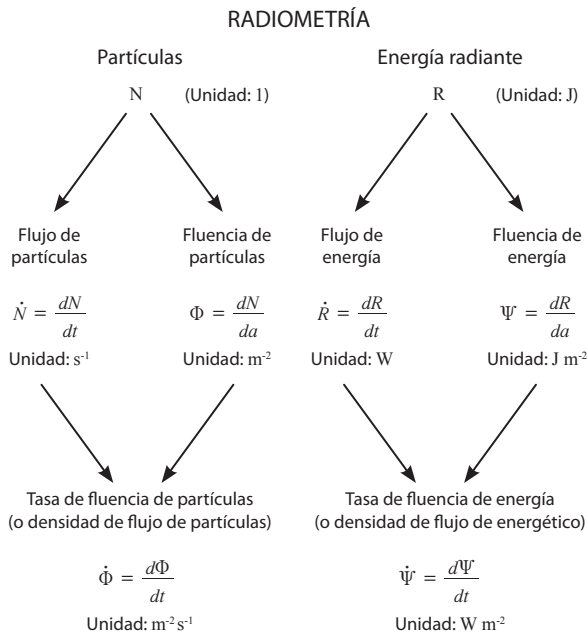 RADIOMETRÍA
Partículas
Energía radiante
N (Unidad: 1)
R (Unidad: J)
Flujo de
partículas
Fluencia de
partículas
Flujo de
energía
Fluencia de
energía
Ṅ = dN/dt
Φ = dN/da
Ṙ = dR/dt
Ψ = dR/da
Unidad: s⁻¹
Unidad: m⁻²
Unidad: W
Unidad: J m⁻²
Tasa de fluencia de partículas
(o densidad de flujo de partículas)
Tasa de fluencia de energía
(o densidad de flujo de energético)
Φ̇ = dΦ/dt
Ψ̇ = dΨ/dt
Unidad: m⁻² s⁻¹
Unidad: W m⁻²